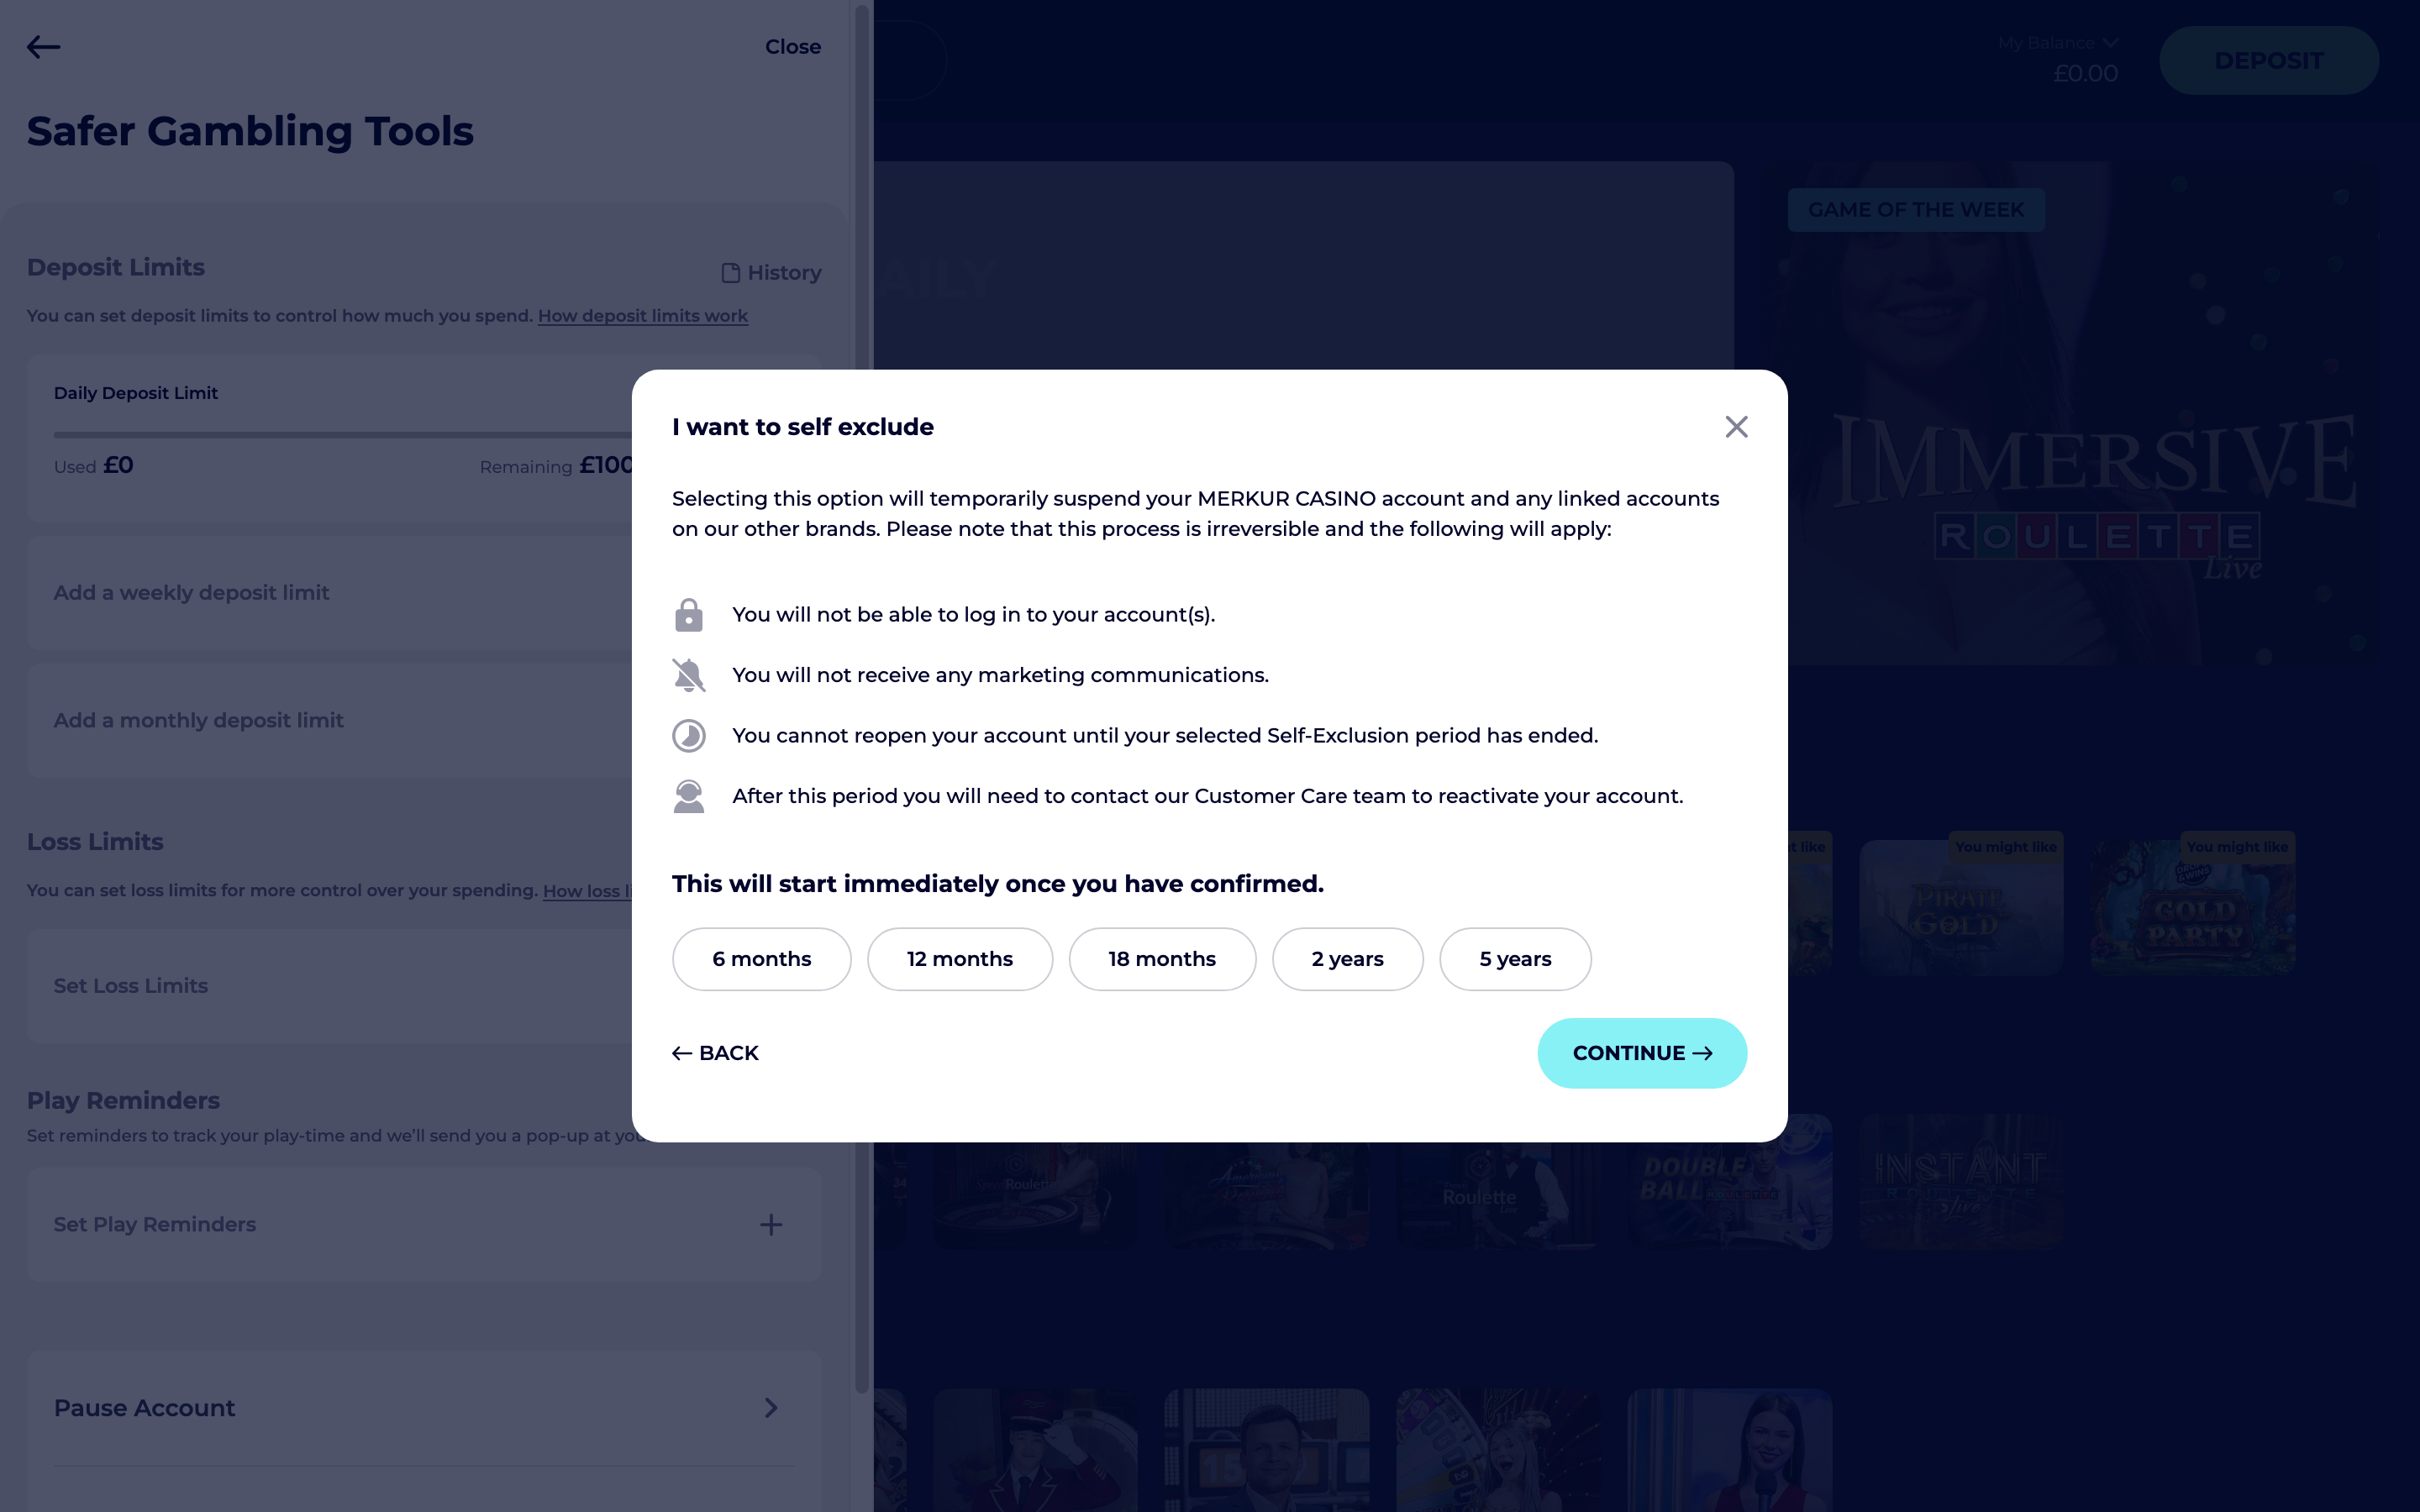 Close
Safer Gambling Tools
Deposit Limits
History
You can set deposit limits to control how much you spend. How deposit limits work
Daily Deposit Limit
Used £0
Remaining £100
Add a weekly deposit limit
Add a monthly deposit limit
Loss Limits
You can set loss limits for more control over your spending. How loss
Set Loss Limits
Play Reminders
Set reminders to track your play-time and we'll send you a pop-up at
Set Play Reminders
Pause Account
My Balance
£0.00
DEPOSIT
AILY
GAME OF THE WEEK
IMMERSIVE
ROULETTE
Live
I want to self exclude
Selecting this option will temporarily suspend your MERKUR CASINO account and any linked accounts
on our other brands. Please note that this process is irreversible and the following will apply:
You will not be able to log in to your account(s).
You will not receive any marketing communications.
You cannot reopen your account until your selected Self-Exclusion period has ended.
After this period you will need to contact our Customer Care team to reactivate your account.
This will start immediately once you have confirmed.
6 months
12 months
18 months
2 years
5 years
BACK
CONTINUE
like
You might like
You might like
PIRATE
GOLD
GOLD
PARTY
24
Speed Roulette
American
Roulette
Live
DOUBLE
BALL ROULETTE
INSTANT
ROULETTE
Live